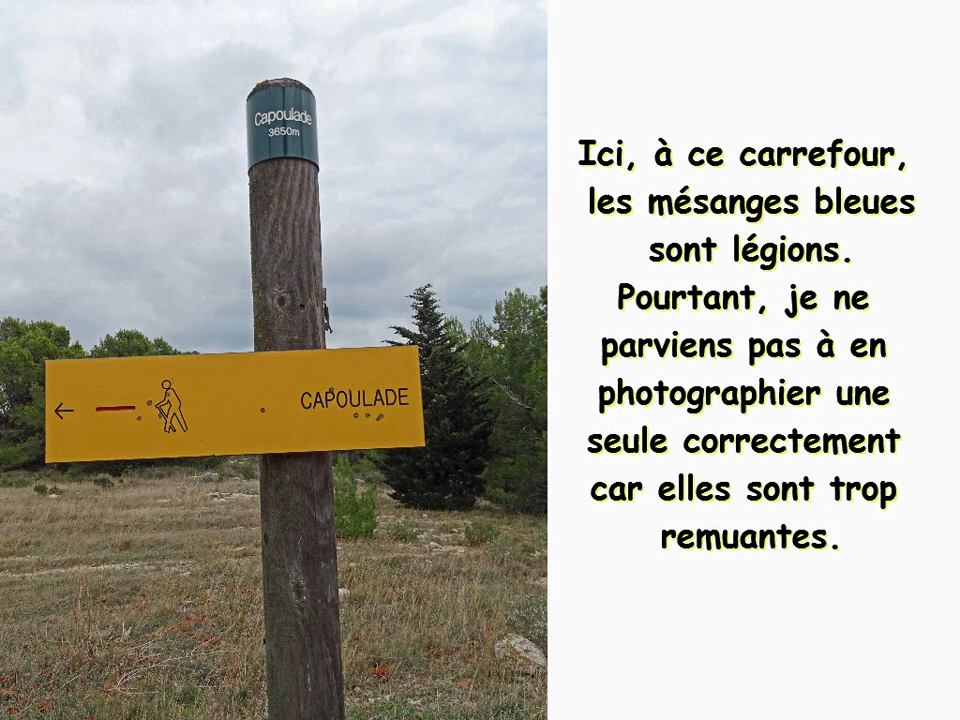 Capoulade
3650m
CAPOULADE
Ici, à ce carrefour,
les mésanges bleues
sont légions.
Pourtant, je ne
parviens pas à en
photographier une
seule correctement
car elles sont trop
remuantes.